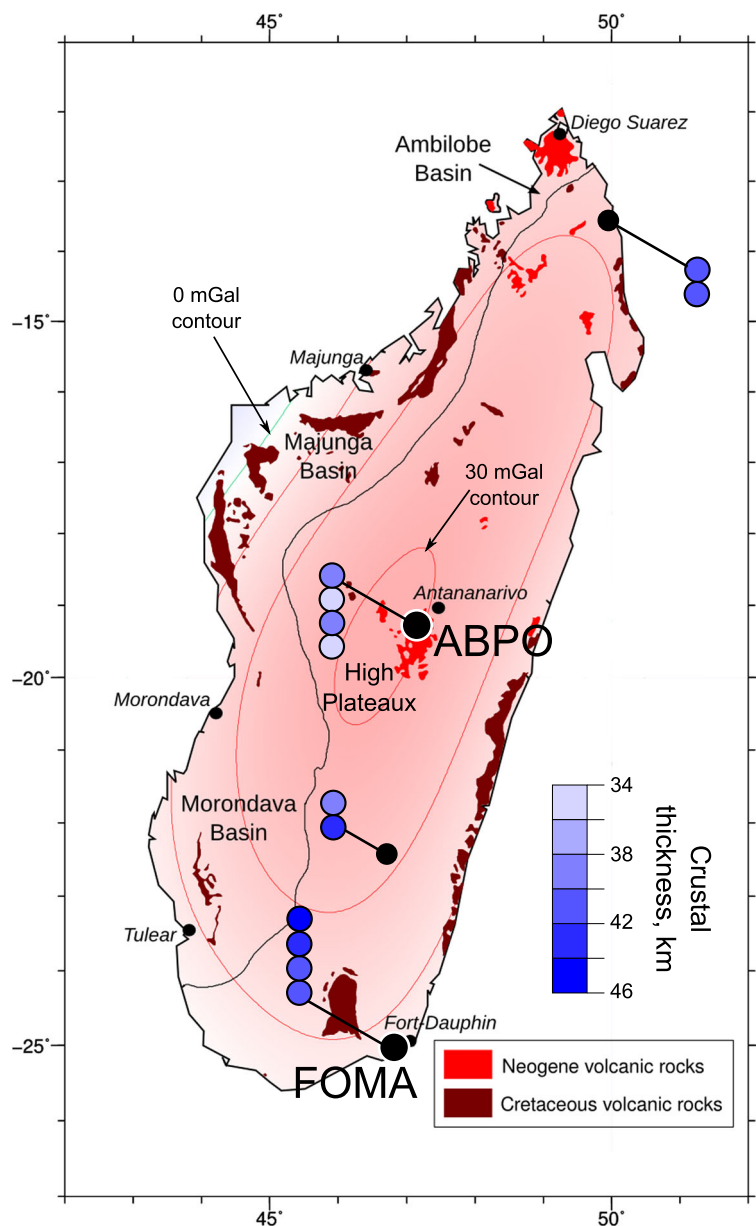 45°
50°
Diego Suarez
Ambilobe
Basin
0 mGal
contour
−15°
Majunga
Majunga
Basin
30 mGal
contour
Antananarivo
ABPO
High
Plateaux
−20°
Morondava
Morondava
Basin
34
38
42
46
Crustal
thickness, km
Tulear
Fort-Dauphin
−25°
FOMA
Neogene volcanic rocks
Cretaceous volcanic rocks
45°
50°